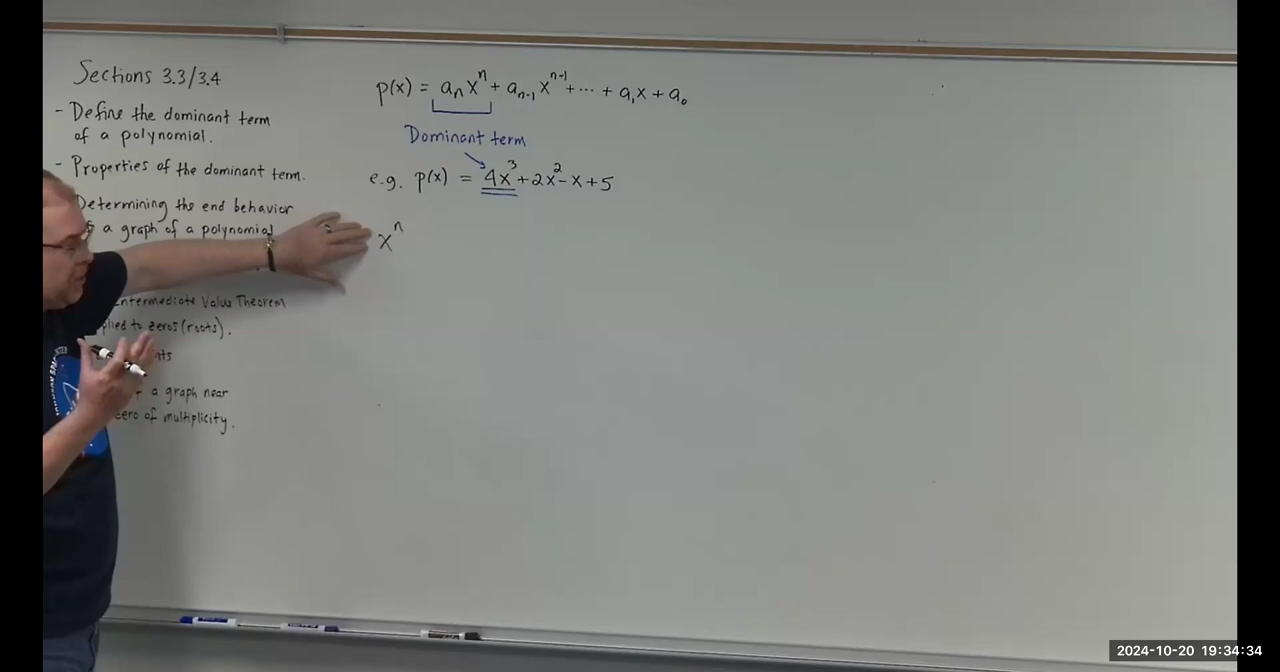 Sections 3.3/3.4
- Define the dominant term
of a polynomial.
- Properties of the dominant term.
Determining the end behavior
a graph of a polynomial
Intermediate Value Theorem
to zeros (roots).
a graph near
zero of multiplicity.
p(x) = aₙxⁿ + aₙ₋₁xⁿ⁻¹ + ⋯ + a₁x + a₀
Dominant term
e.g. p(x) = 4x³ + 2x² - x + 5
xⁿ
2024-10-20 19:34:34